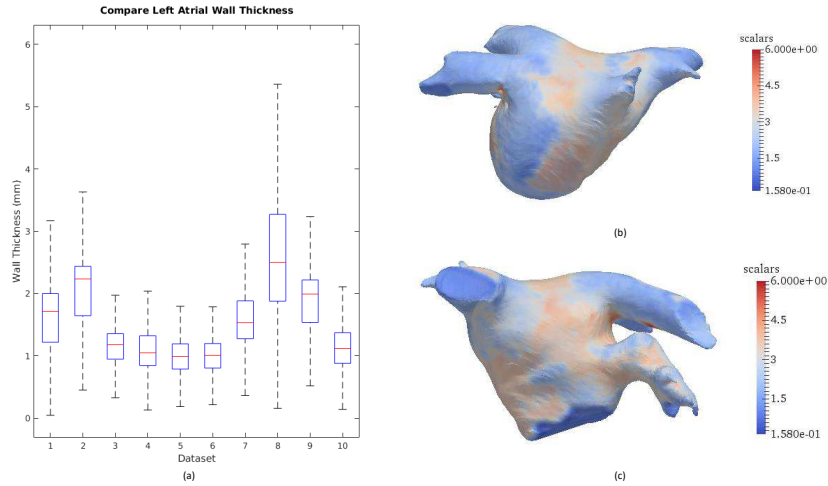 Compare Left Atrial Wall Thickness
6
5
4
3
2
1
0
Wall Thickness (mm)
1 2 3 4 5 6 7 8 9 10
Dataset
(a)
scalars
6.000e+00
4.5
3
1.5
1.580e-01
(b)
scalars
6.000e+00
4.5
3
1.5
1.580e-01
(c)